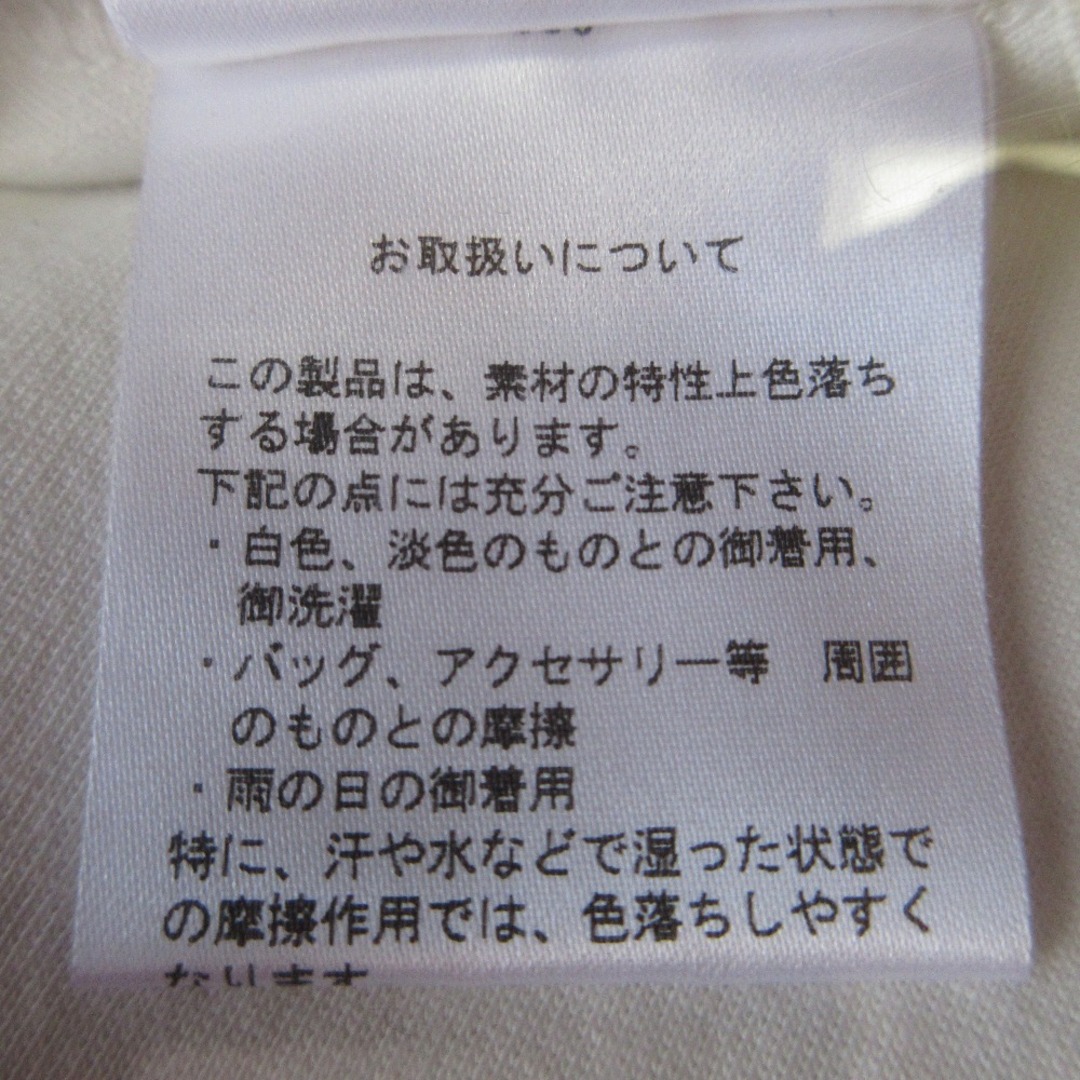 お取扱いについて
この製品は、素材の特性上色落ち
する場合があります。
下記の点には充分ご注意下さい。
・白色、淡色のものとの御着用、
御洗濯
・バッグ、アクセサリー等　周囲
のものとの摩擦
・雨の日の御着用
特に、汗や水などで湿った状態で
の摩擦作用では、色落ちしやすく
なります